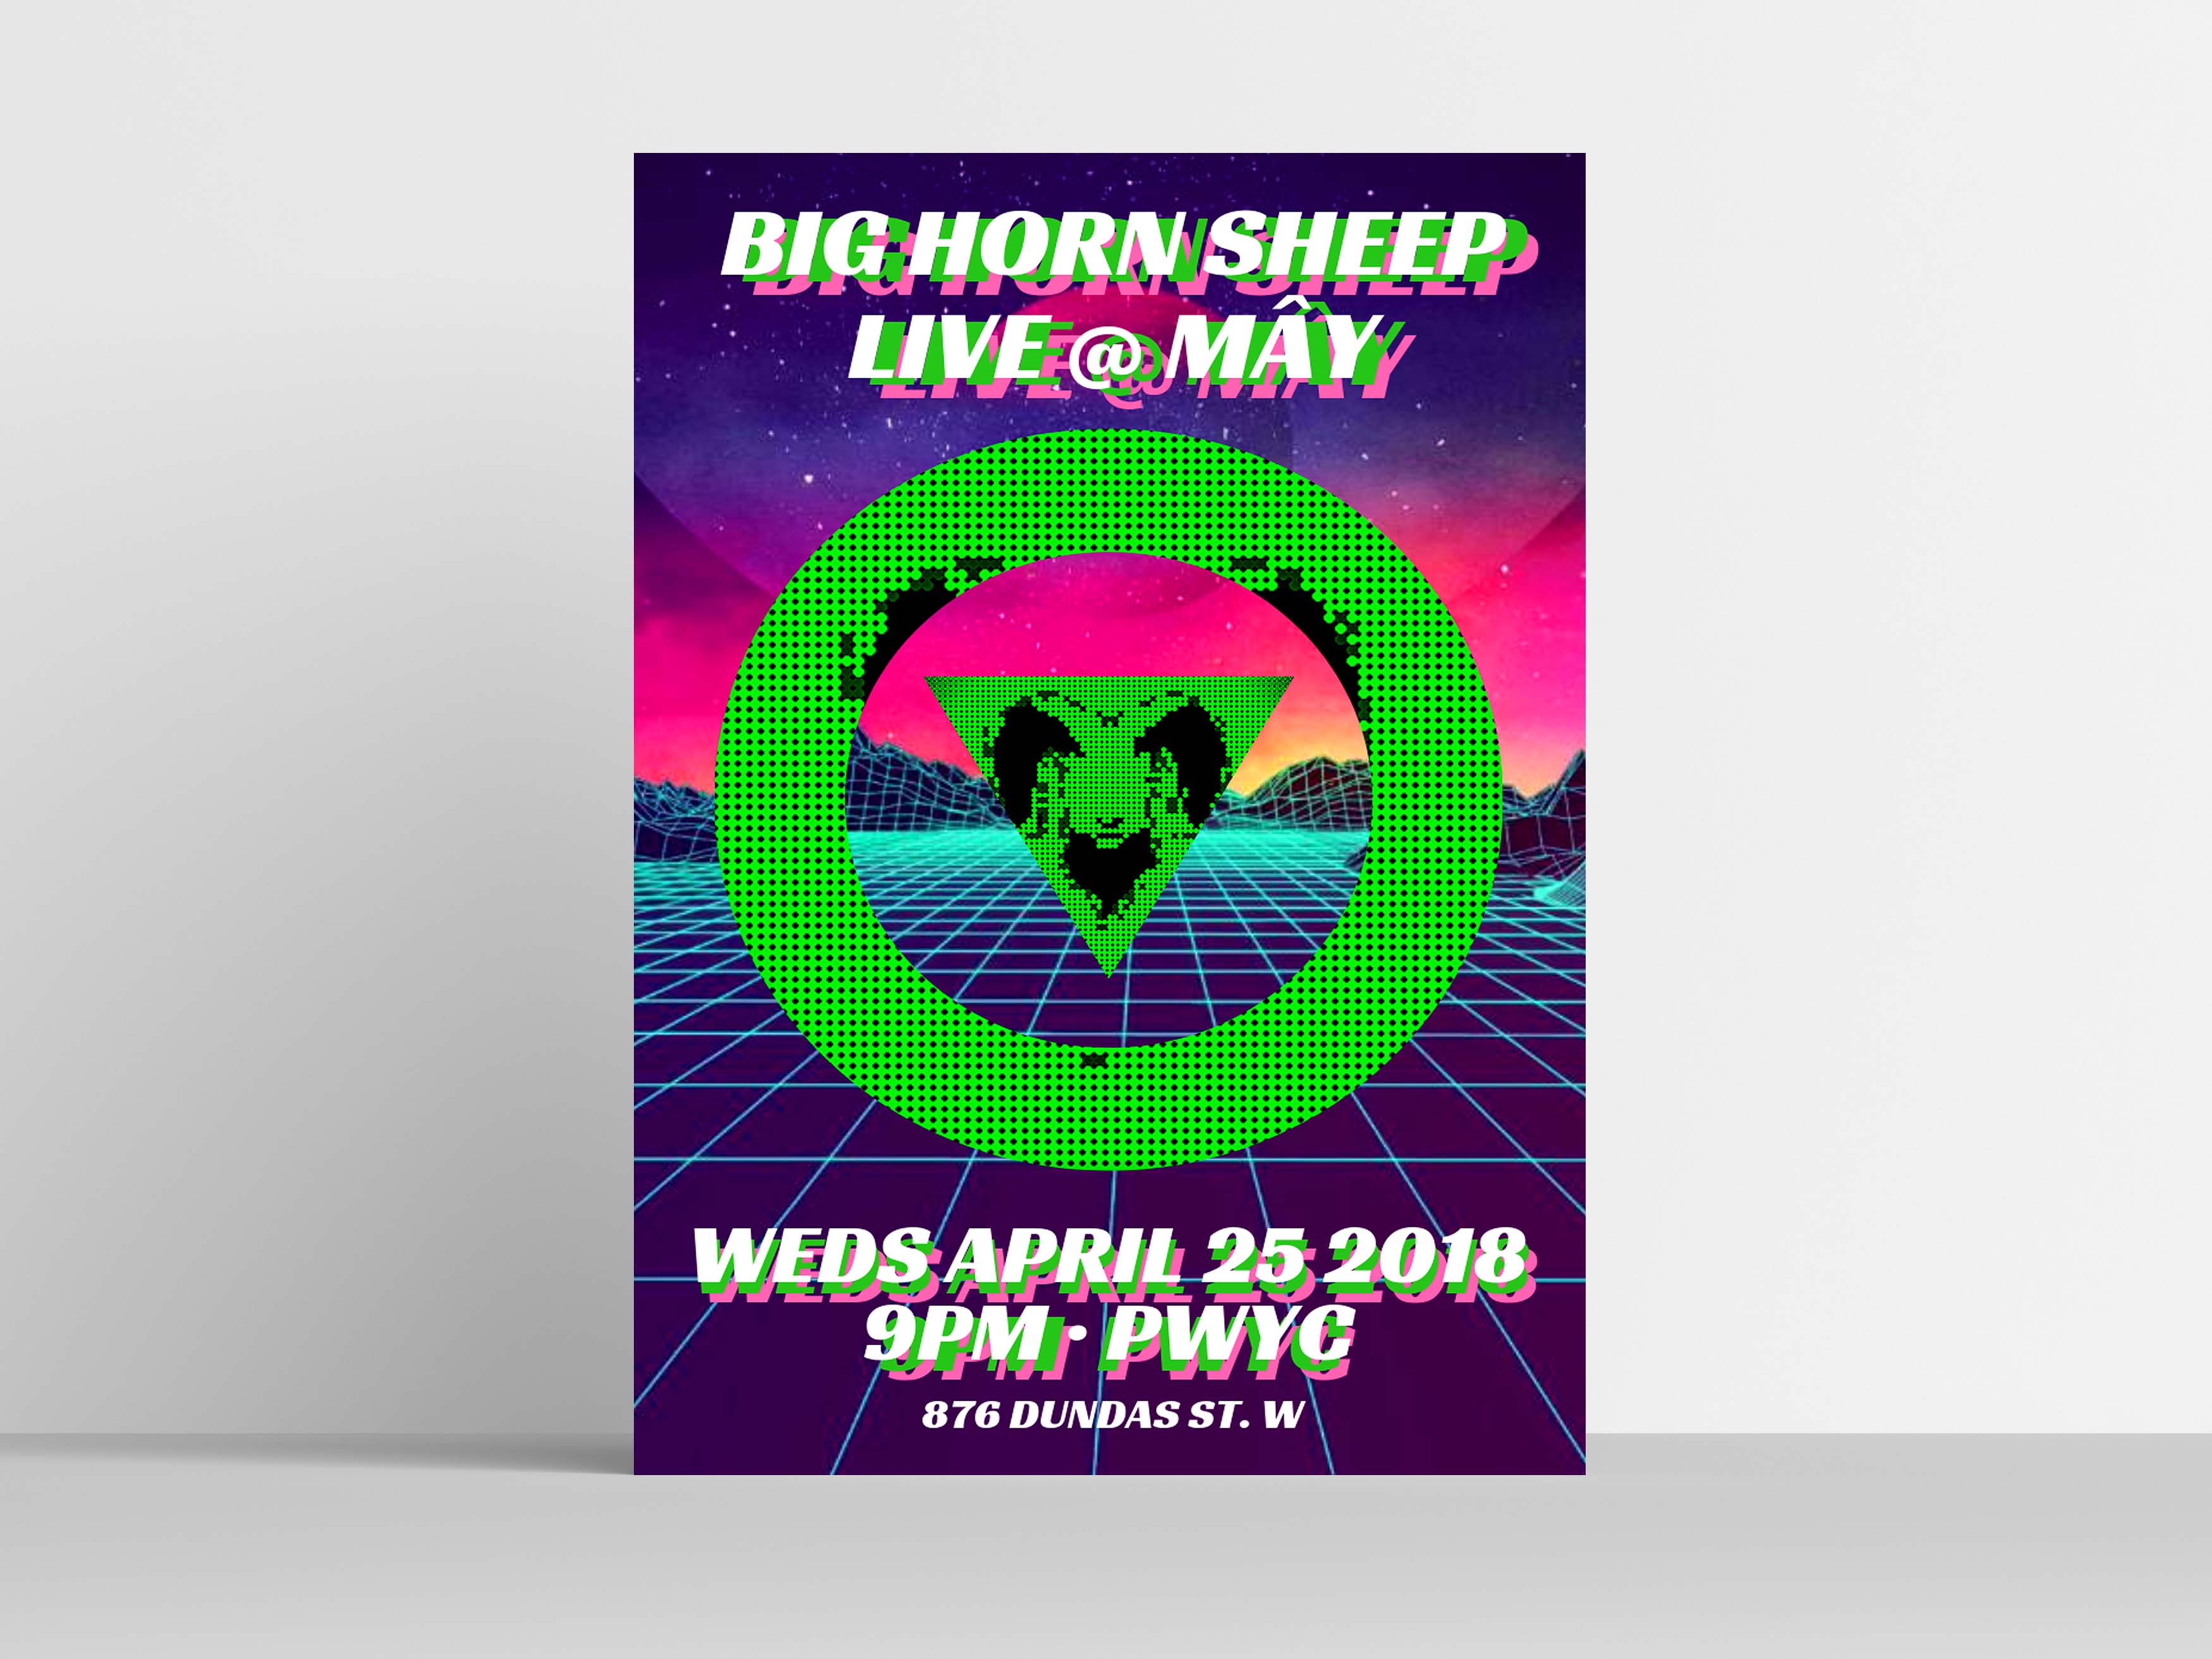 BIG HORN SHEEP
LIVE @ MÂY
WEDS APRIL 25 2018
9PM • PWYC
876 DUNDAS ST. W